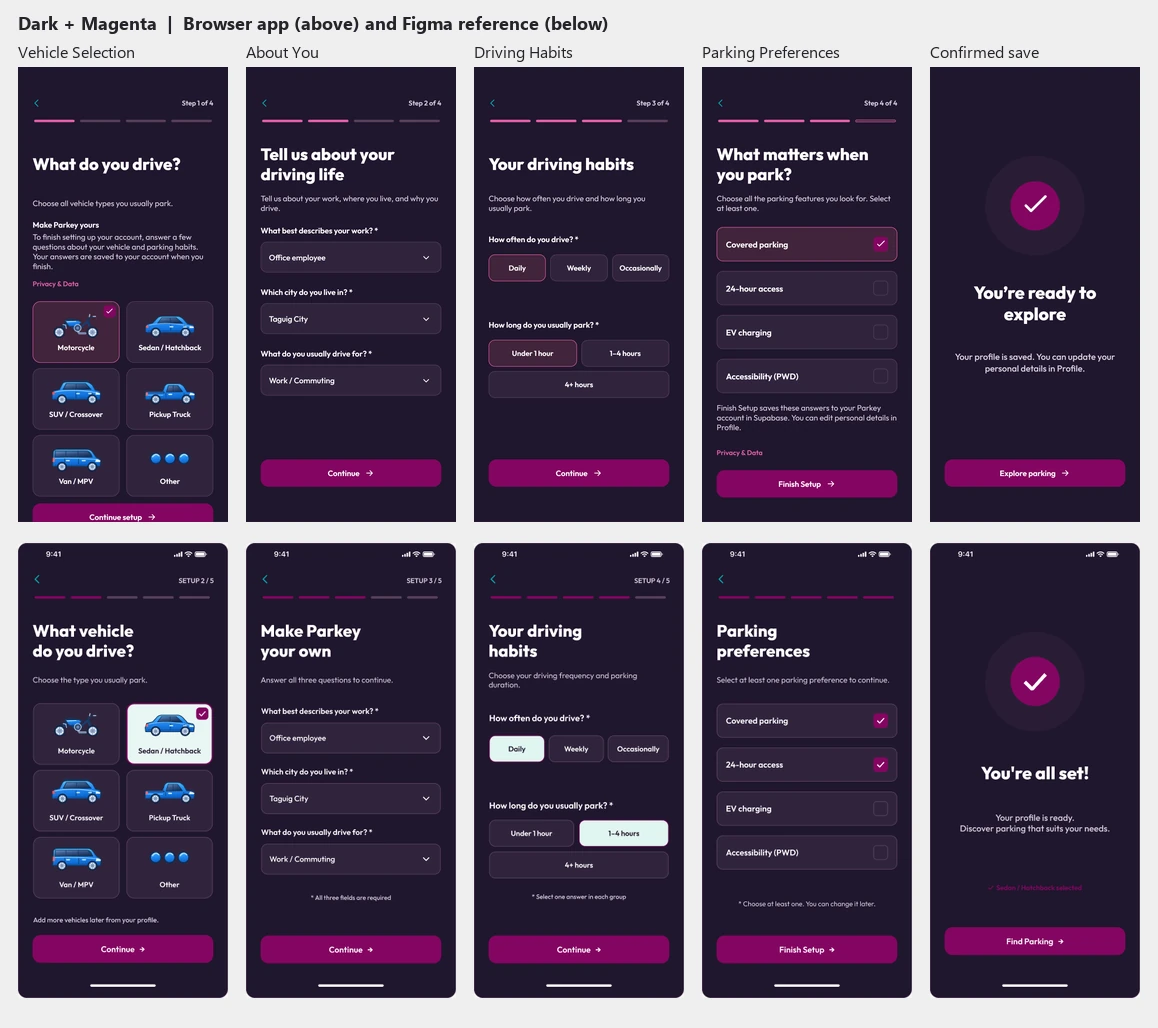 Dark + Magenta | Browser app (above) and Figma reference (below)
Vehicle Selection
Step 1 of 4
What do you drive?
Choose all vehicle types you usually park.
Make Parkey yours
To finish setting up your account, answer a few
questions about your vehicle and parking habits.
Your answers are saved to your account when you
finish.
Privacy & Data
Motorcycle
Sedan / Hatchback
SUV / Crossover
Pickup Truck
Van / MPV
Other
Continue setup →
About You
Step 2 of 4
Tell us about your
driving life
Tell us about your work, where you live, and why you
drive.
What best describes your work? *
Office employee
Which city do you live in? *
Taguig City
What do you usually drive for? *
Work / Commuting
Continue →
Driving Habits
Step 3 of 4
Your driving habits
Choose how often you drive and how long you
usually park.
How often do you drive? *
Daily
Weekly
Occasionally
How long do you usually park? *
Under 1 hour
1–4 hours
4+ hours
Continue →
Parking Preferences
Step 4 of 4
What matters when
you park?
Choose all the parking features you look for. Select
at least one.
Covered parking
24-hour access
EV charging
Accessibility (PWD)
Finish Setup saves these answers to your Parkey
account in Supabase. You can edit personal details in
Profile.
Privacy & Data
Finish Setup →
Confirmed save
You’re ready to
explore
Your profile is saved. You can update your
personal details in Profile.
Explore parking →
9:41
SETUP 2 / 5
What vehicle
do you drive?
Choose the type you usually park.
Motorcycle
Sedan / Hatchback
SUV / Crossover
Pickup Truck
Van / MPV
Other
Add more vehicles later from your profile.
Continue →
9:41
SETUP 3 / 5
Make Parkey
your own
Answer all three questions to continue.
What best describes your work? *
Office employee
Which city do you live in? *
Taguig City
What do you usually drive for? *
Work / Commuting
* All three fields are required
Continue →
9:41
SETUP 4 / 5
Your driving
habits
Choose your driving frequency and parking
duration.
How often do you drive? *
Daily
Weekly
Occasionally
How long do you usually park? *
Under 1 hour
1–4 hours
4+ hours
* Select one answer in each group
Continue →
9:41
Parking
preferences
Select at least one parking preference to continue.
Covered parking
24-hour access
EV charging
Accessibility (PWD)
* Choose at least one. You can change it later.
Finish Setup →
9:41
You're all set!
Your profile is ready.
Discover parking that suits your needs.
✓ Sedan / Hatchback selected
Find Parking →